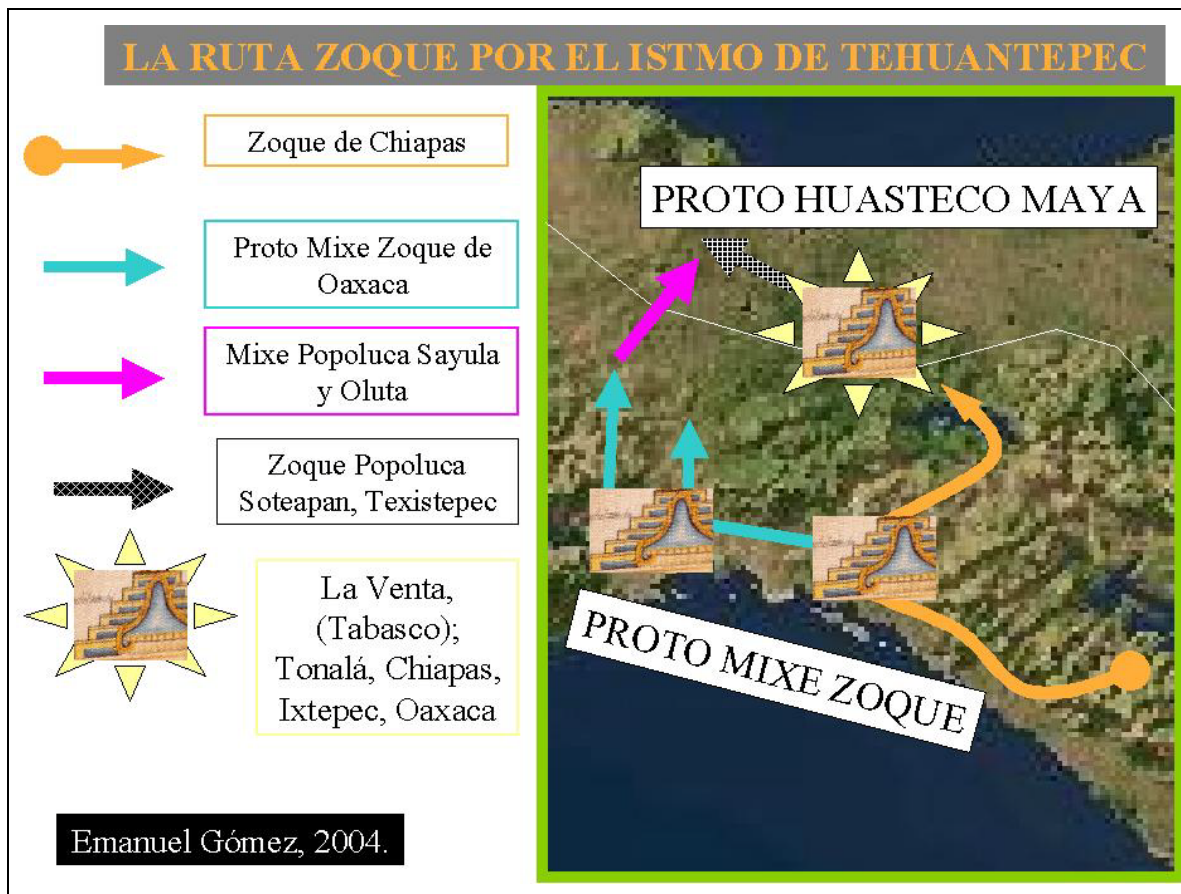 LA RUTA ZOQUE POR EL ISTMO DE TEHUANTEPEC
Zoque de Chiapas
Proto Mixe Zoque de
Oaxaca
Mixe Popoluca Sayula
y Oluta
Zoque Popoluca
Soteapan, Texistepec
La Venta,
(Tabasco);
Tonalá, Chiapas,
Ixtepec, Oaxaca
Emanuel Gómez, 2004.
PROTO HUASTECO MAYA
PROTO MIXE ZOQUE